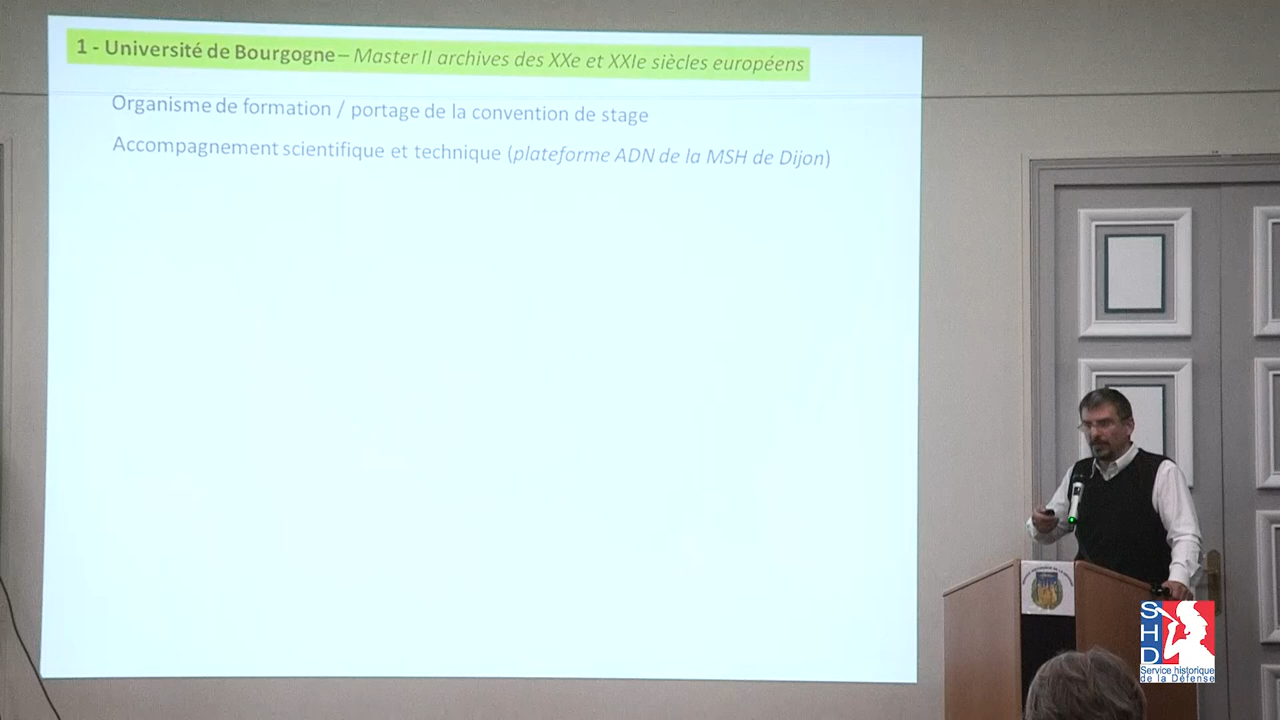 1 - Université de Bourgogne – Master II archives des XXe et XXIe siècles européens
Organisme de formation / portage de la convention de stage
Accompagnement scientifique et technique (plateforme ADN de la MSH de Dijon)
SHD
Service historique
de la Défense